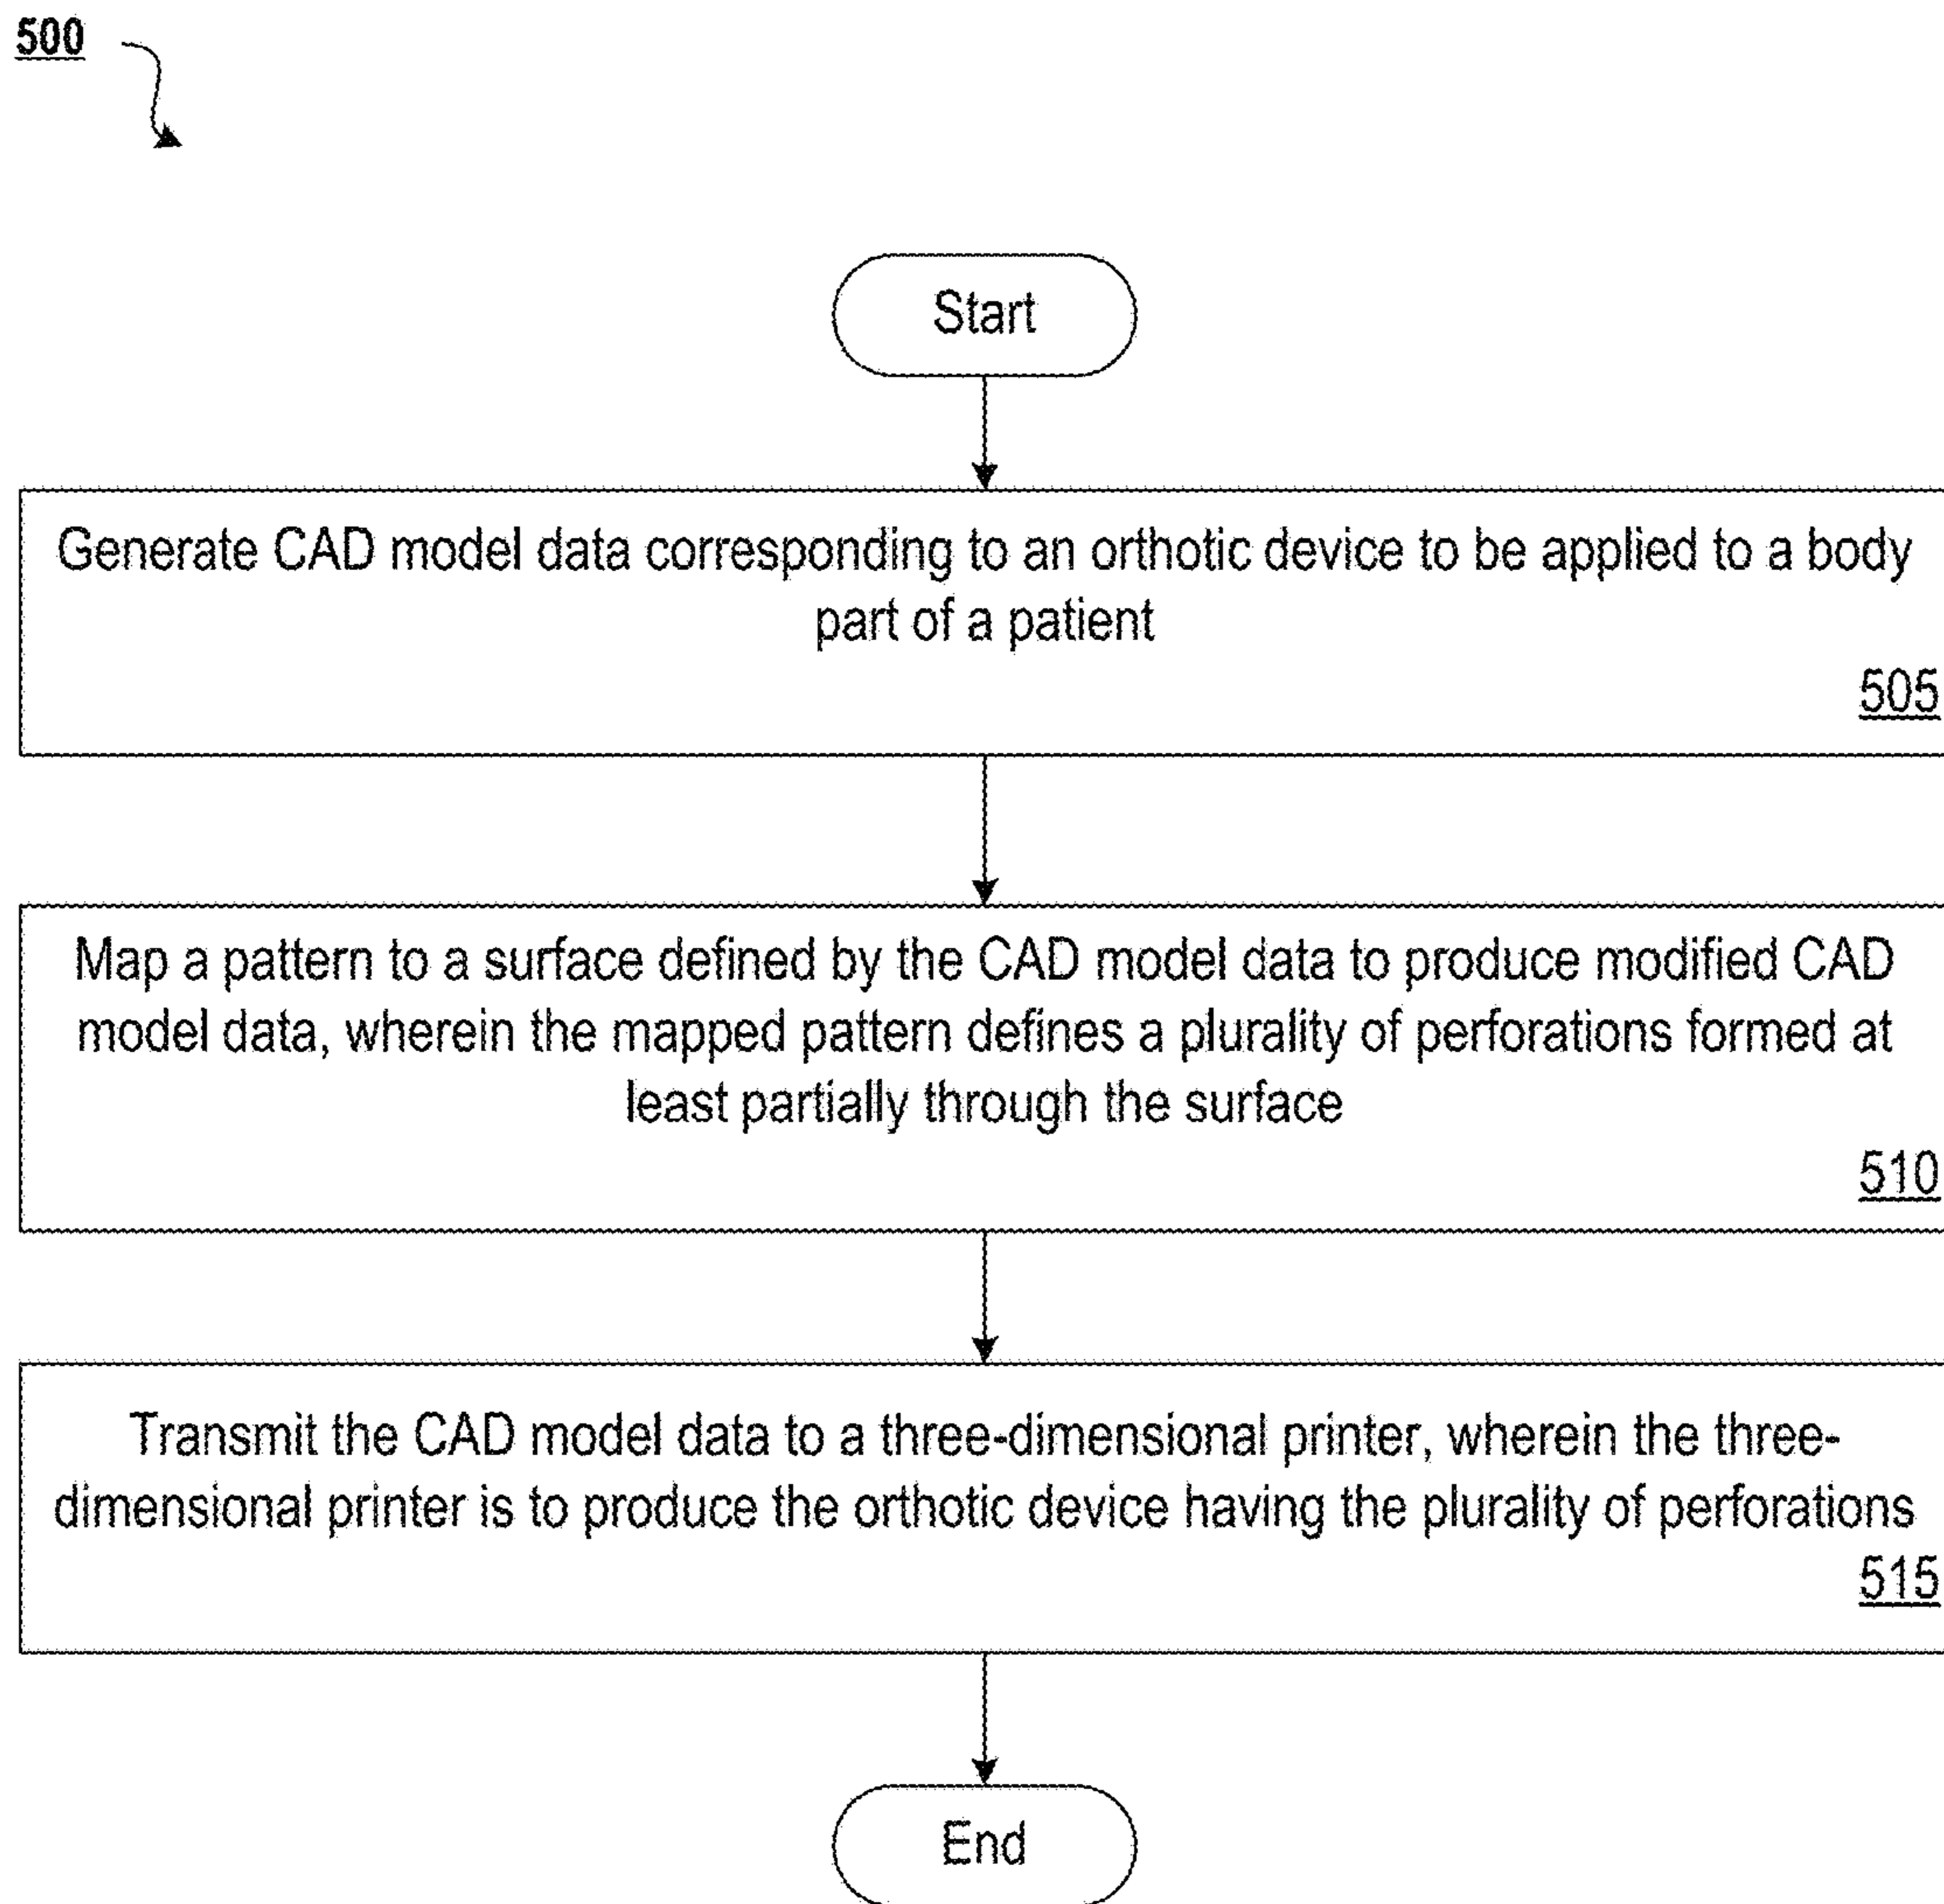 500
Start
Generate CAD model data corresponding to an orthotic device to be applied to a body
part of a patient
505
Map a pattern to a surface defined by the CAD model data to produce modified CAD
model data, wherein the mapped pattern defines a plurality of perforations formed at
least partially through the surface
510
Transmit the CAD model data to a three-dimensional printer, wherein the three-
dimensional printer is to produce the orthotic device having the plurality of perforations
515
End